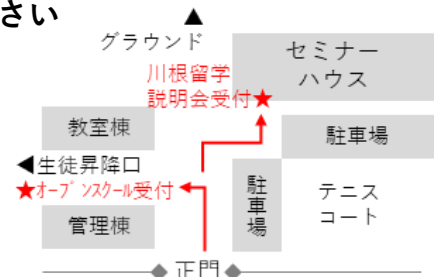 さい
▲
グラウンド
セミナー
ハウス
川根留学
説明会受付★
教室棟
駐車場
◀生徒昇降口
★オープンスクール受付
駐車場
テニス
コート
管理棟
◆正門◆